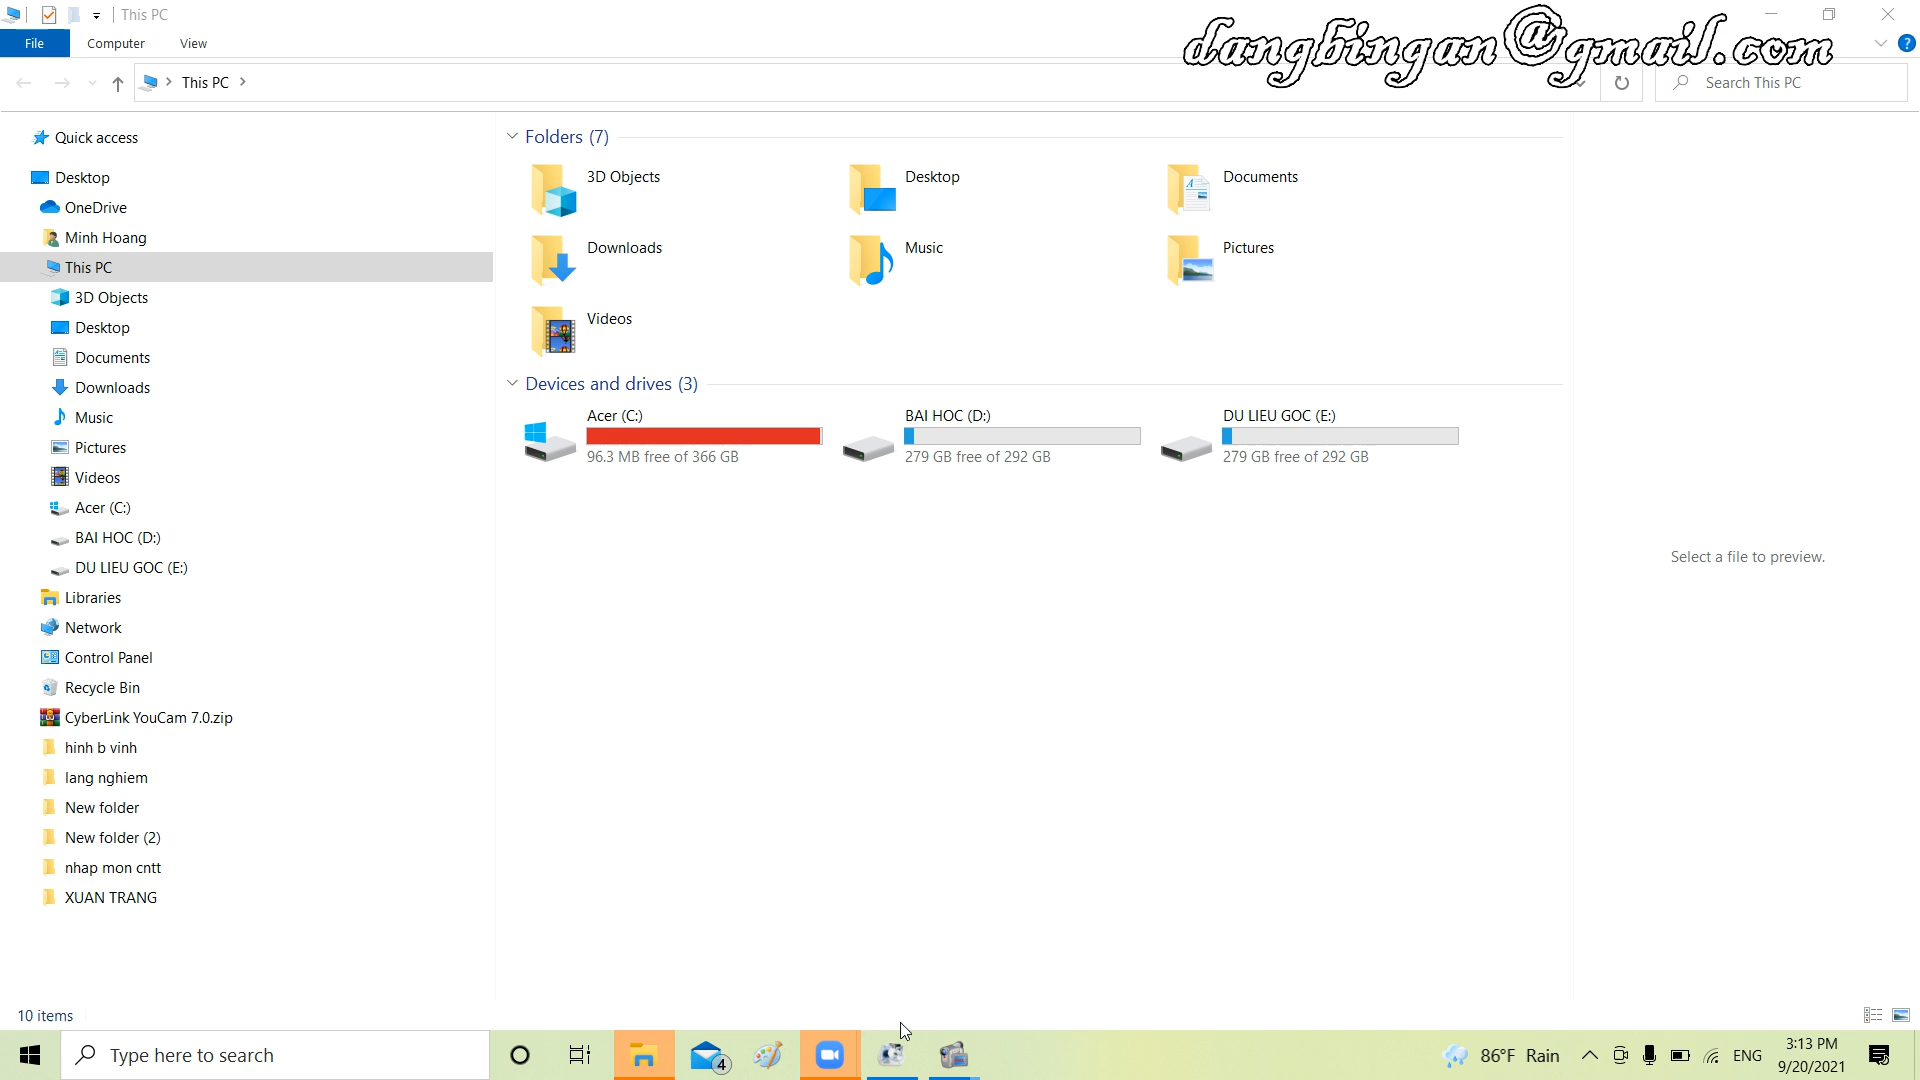 This PC
dangbingan@gmail.com
File
Computer
View
?
This PC
Search This PC
Quick access
Desktop
OneDrive
Minh Hoang
This PC
3D Objects
Desktop
Documents
Downloads
Music
Pictures
Videos
Acer (C:)
BAI HOC (D:)
DU LIEU GOC (E:)
Libraries
Network
Control Panel
Recycle Bin
CyberLink YouCam 7.0.zip
hinh b vinh
lang nghiem
New folder
New folder (2)
nhap mon cntt
XUAN TRANG
Folders (7)
3D Objects
Desktop
Documents
Downloads
Music
Pictures
Videos
Devices and drives (3)
Acer (C:)
96.3 MB free of 366 GB
BAI HOC (D:)
279 GB free of 292 GB
DU LIEU GOC (E:)
279 GB free of 292 GB
Select a file to preview.
10 items
Type here to search
4
86°F Rain
ENG
3:13 PM
9/20/2021